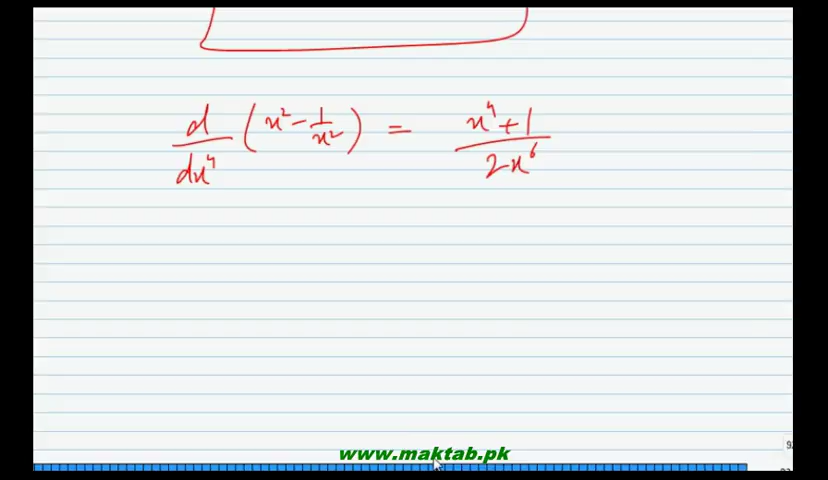 d/dx⁴ (x² - 1/x²) = x⁴+1/2x⁶
www.maktab.pk